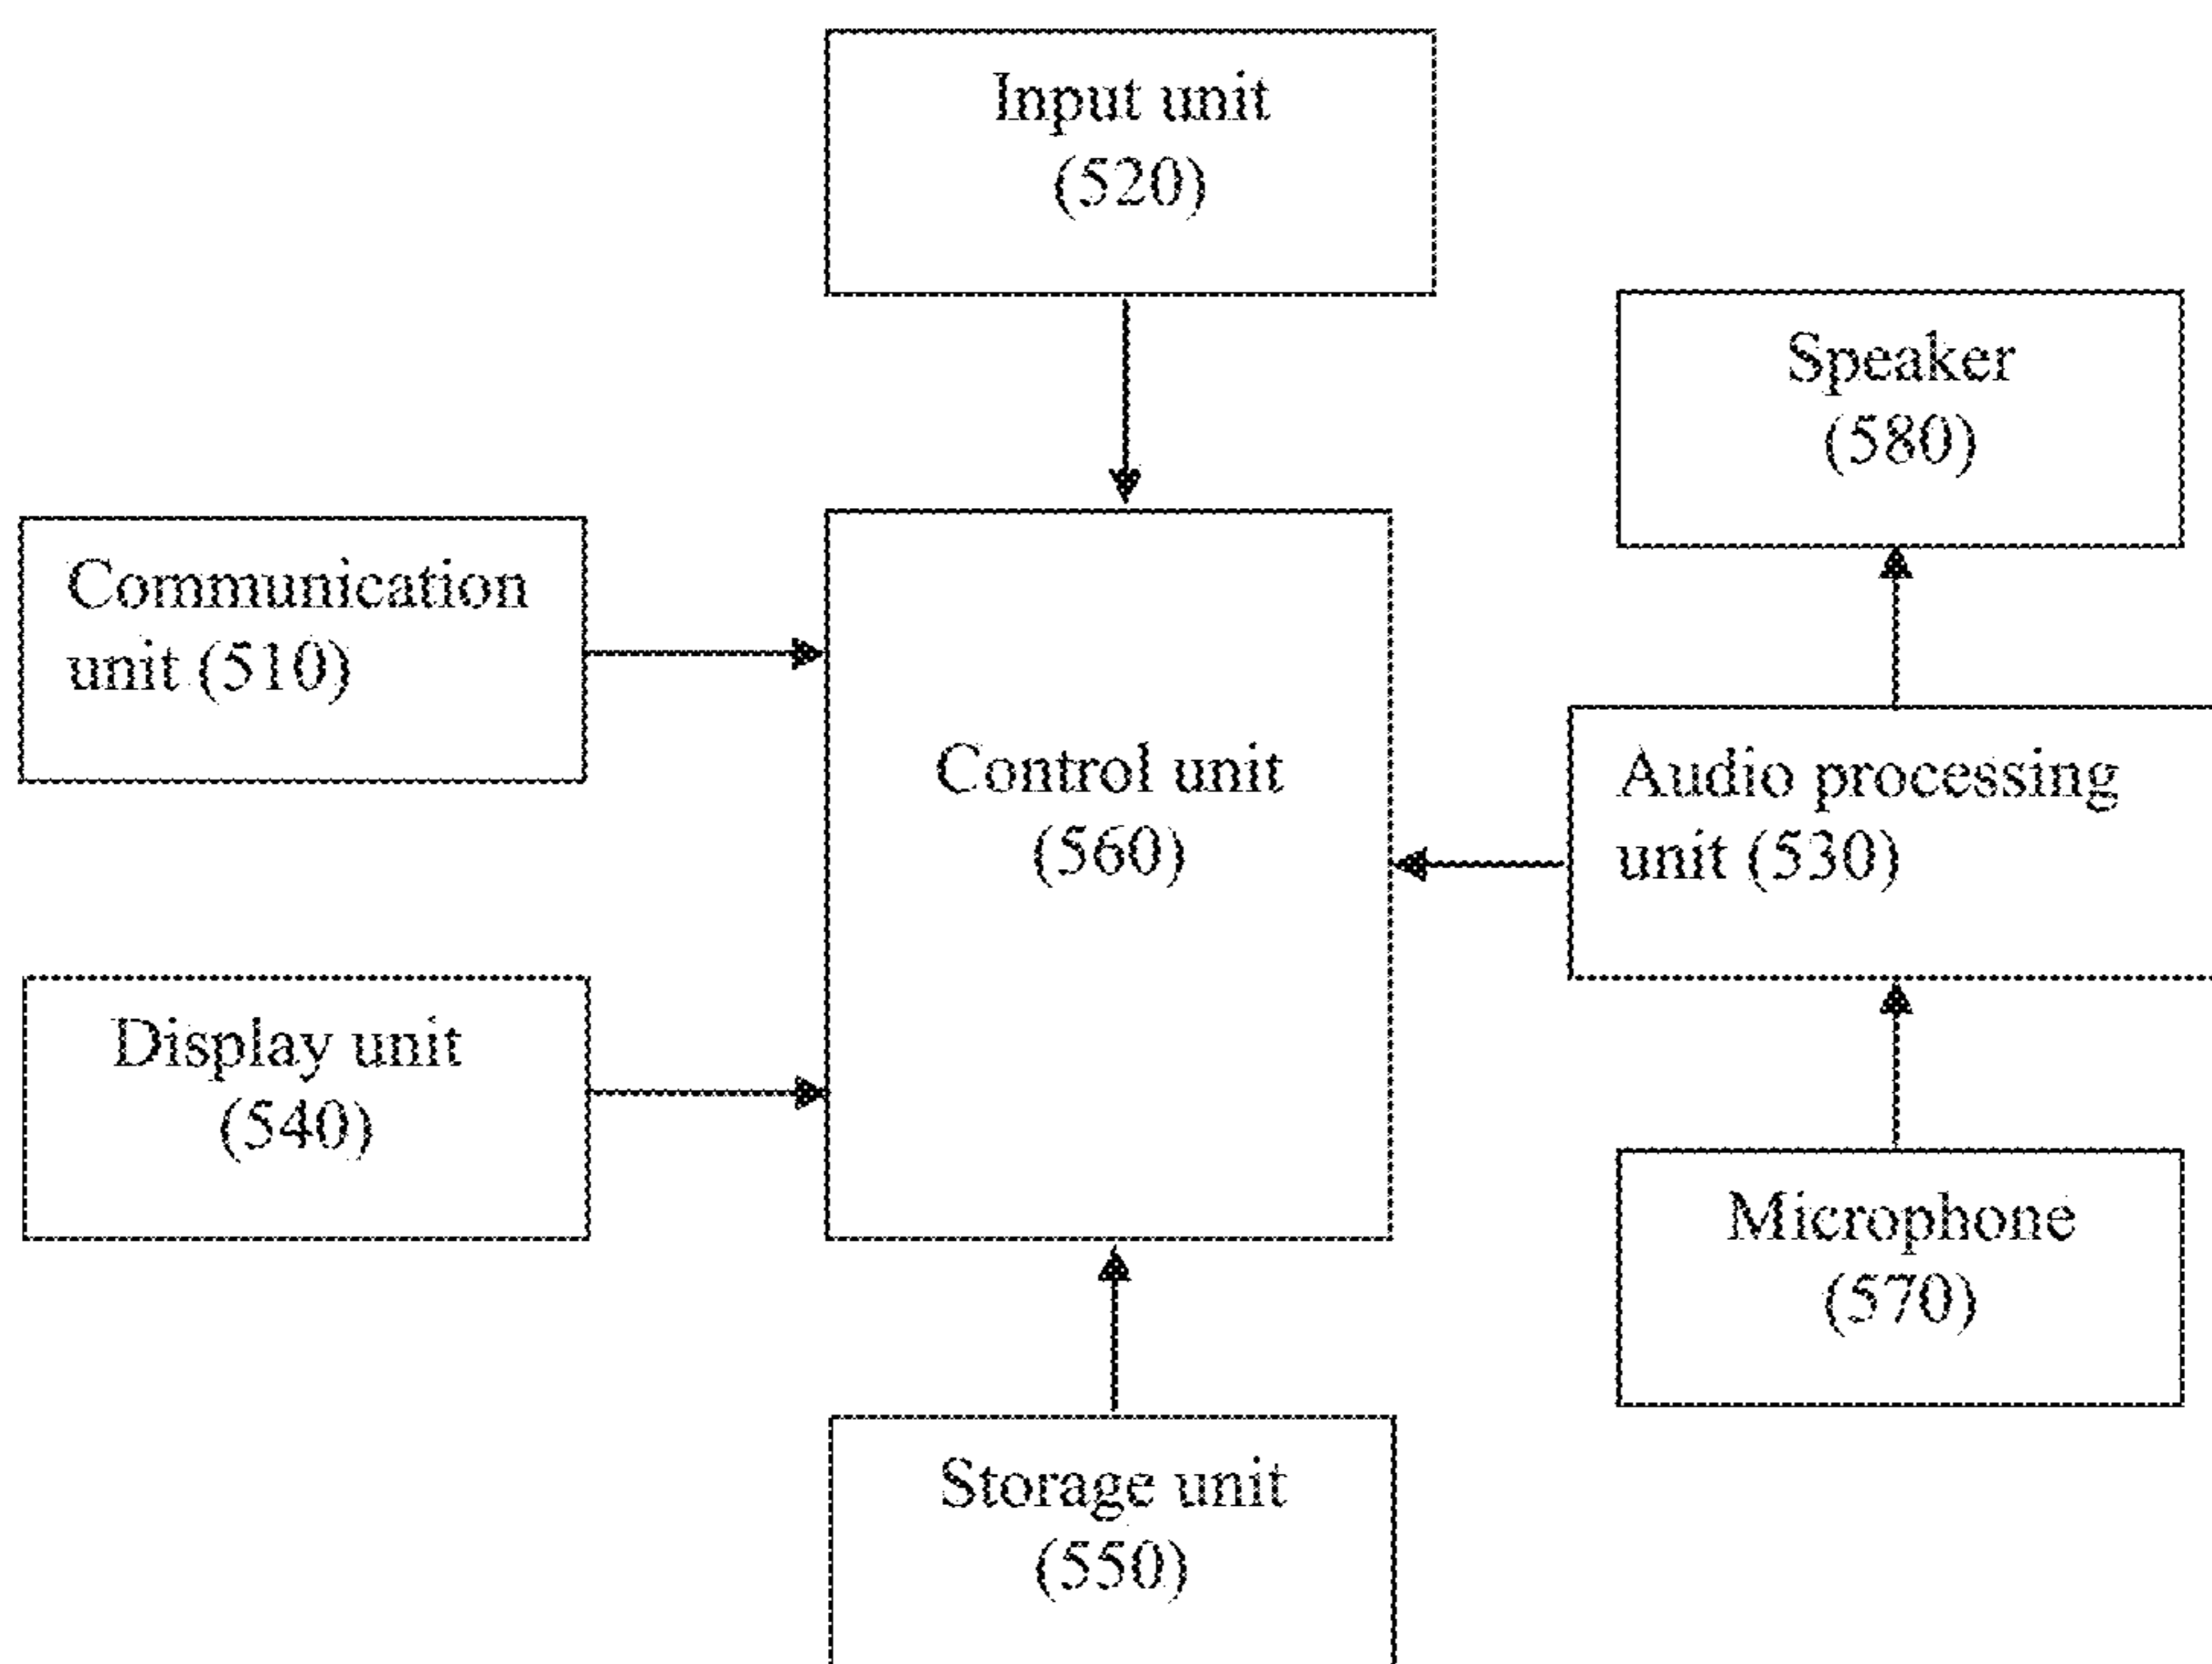 Input unit
(520)
Speaker
(580)
Communication
unit (510)
Control unit
(560)
Audio processing
unit (530)
Display unit
(540)
Microphone
(570)
Storage unit
(550)